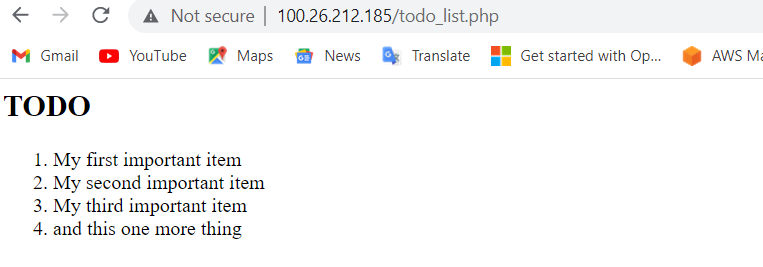 Not secure | 100.26.212.185/todo_list.php
Gmail YouTube Maps News Translate Get started with Op... AWS Ma
TODO
1. My first important item
2. My second important item
3. My third important item
4. and this one more thing